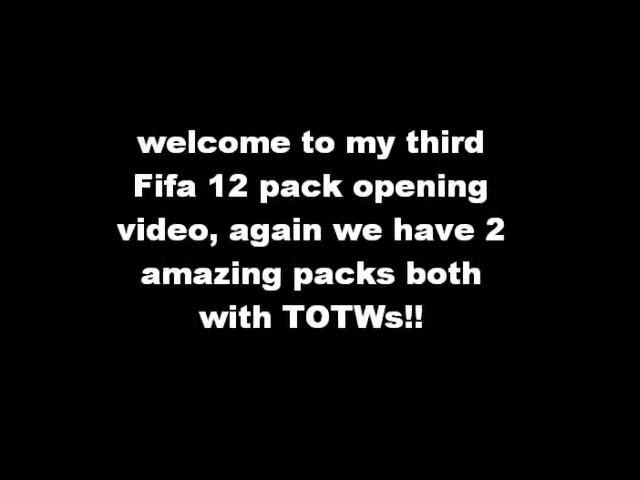 welcome to my third
Fifa 12 pack opening
video, again we have 2
amazing packs both
with TOTWs!!